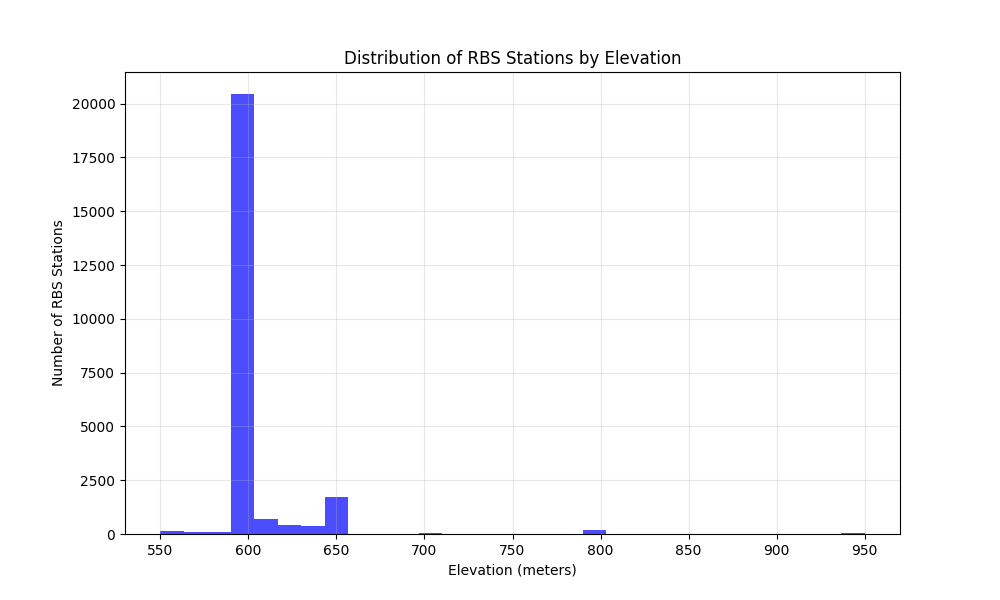 Distribution of RBS Stations by Elevation
Number of RBS Stations
20000
17500
15000
12500
10000
7500
5000
2500
0
550 600 650 700 750 800 850 900 950
Elevation (meters)